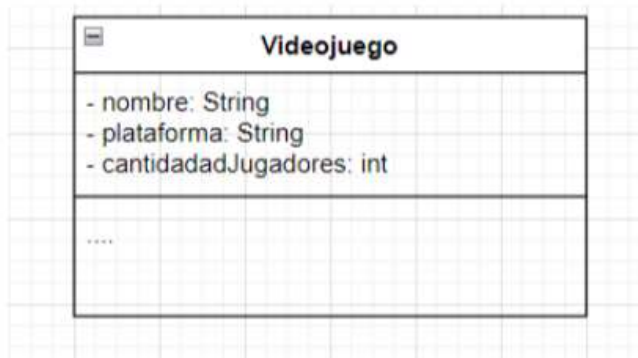 Videojuego
- nombre: String
- plataforma: String
- cantidadadJugadores: int
....